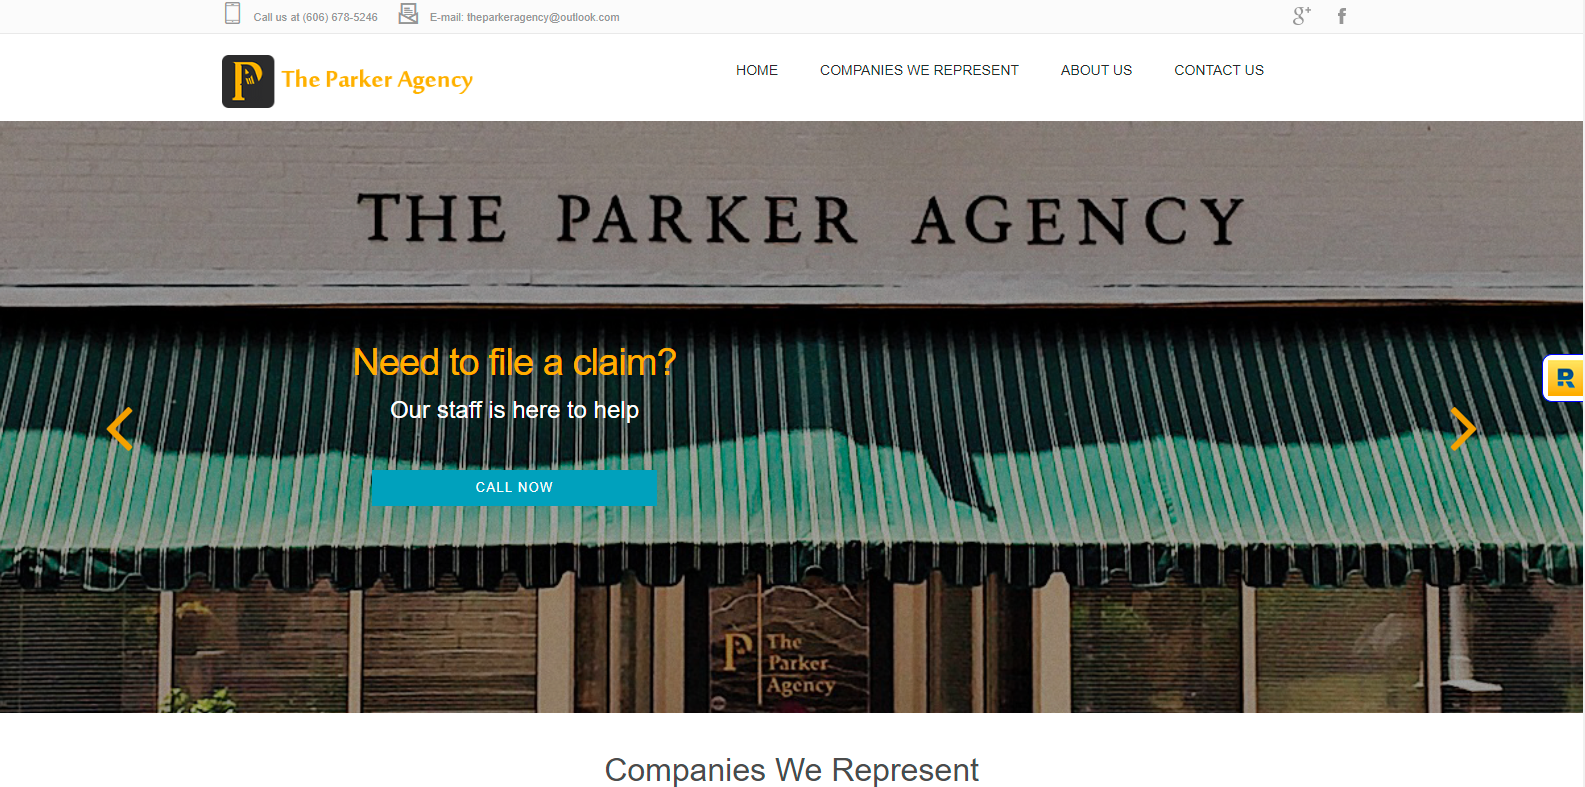 Call us at (606) 678-5246
E-mail: theparkeragency@outlook.com
g+
f
P The Parker Agency
HOME
COMPANIES WE REPRESENT
ABOUT US
CONTACT US
THE PARKER AGENCY
Need to file a claim?
Our staff is here to help
CALL NOW
R
P
The
Parker
Agency
Companies We Represent